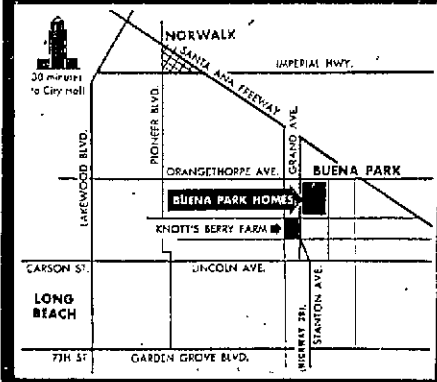 NORWALK
SANTA ANA FREEWAY
IMPERIAL HWY.
30 minutes
to City Hall
LAKEWOOD BLVD.
PIONEER BLVD.
GRAND AVE.
ORANGETHORPE AVE.
BUENA PARK
BUENA PARK HOMES
KNOTT'S BERRY FARM
CARSON ST.
LINCOLN AVE.
LONG
BEACH
(HIGHWAY 39)
STANTON AVE.
7TH ST
GARDEN GROVE BLVD.